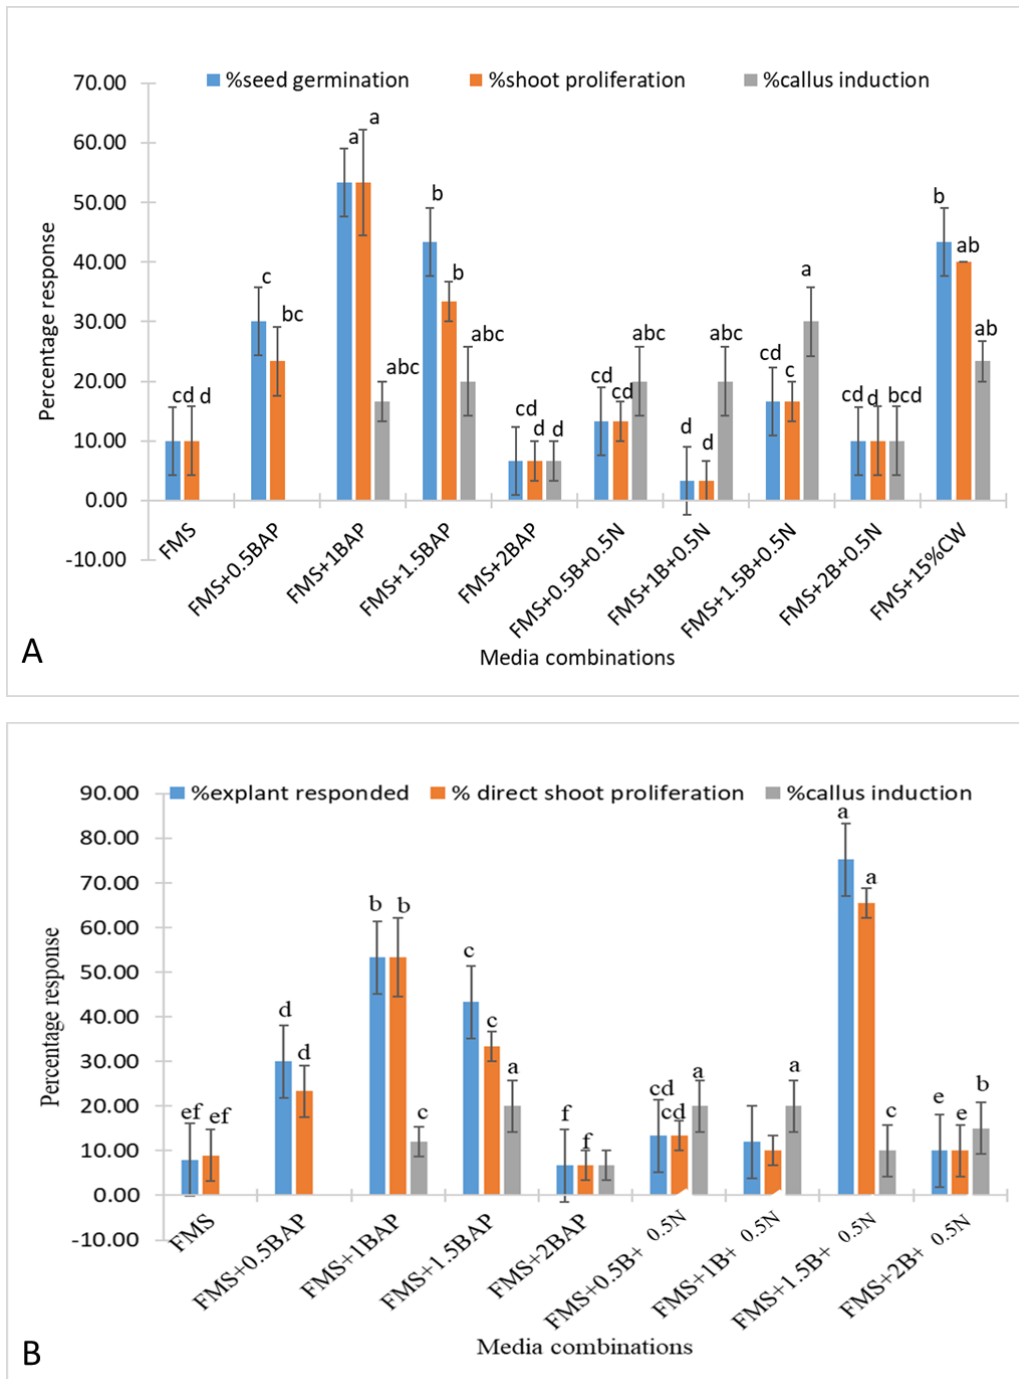 %seed germination %shoot proliferation %callus induction
70.00
60.00
50.00
40.00
30.00
20.00
10.00
0.00
-10.00
Percentage response
cd d
c bc
a a abc
b b abc
cd d d
cd cd abc
d d abc
cd c a
cd d bcd
b ab ab
FMS
FMS+0.5BAP
FMS+1BAP
FMS+1.5BAP
FMS+2BAP
FMS+0.5B+0.5N
FMS+1B+0.5N
FMS+1.5B+0.5N
FMS+2B+0.5N
FMS+15%CW
Media combinations
A
%explant responded % direct shoot proliferation %callus induction
90.00
80.00
70.00
60.00
50.00
40.00
30.00
20.00
10.00
0.00
-10.00
Percentage response
ef ef
d d
b b c
c c a
f f
cd cd a
a
a a c
e e b
FMS
FMS+0.5BAP
FMS+1BAP
FMS+1.5BAP
FMS+2BAP
FMS+0.5B+ 0.5N
FMS+1B+ 0.5N
FMS+1.5B+ 0.5N
FMS+2B+ 0.5N
Media combinations
B